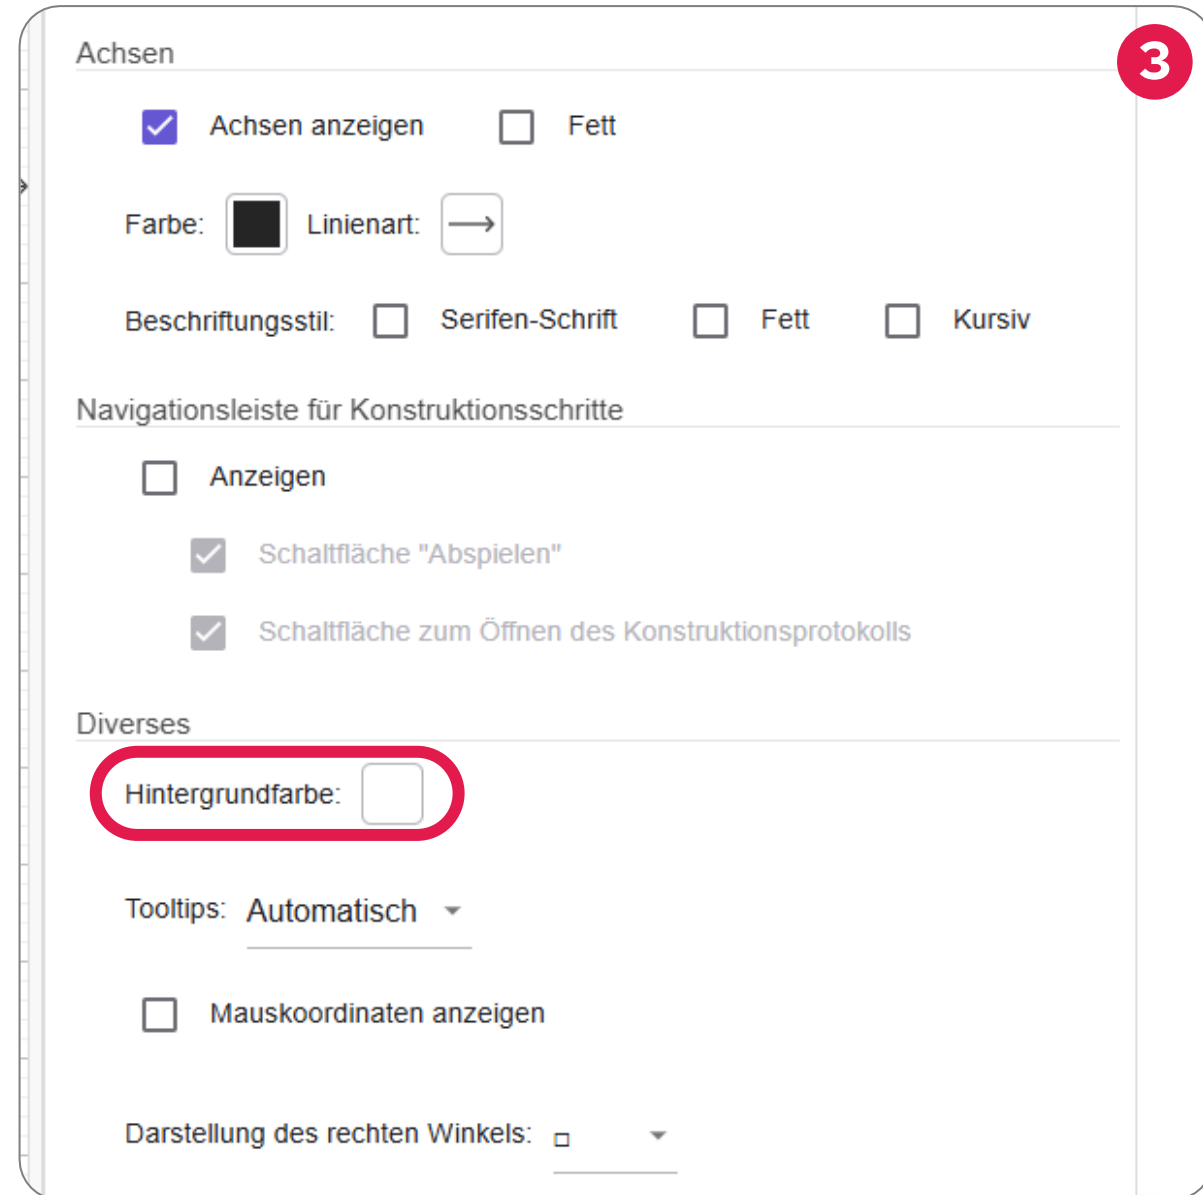 Achsen
3
Achsen anzeigen Fett
Farbe: Linienart:
Beschriftungsstil: Serifen-Schrift Fett Kursiv
Navigationsleiste für Konstruktionsschritte
Anzeigen
Schaltfläche "Abspielen"
Schaltfläche zum Öffnen des Konstruktionsprotokolls
Diverses
Hintergrundfarbe:
Tooltips: Automatisch
Mauskoordinaten anzeigen
Darstellung des rechten Winkels: □